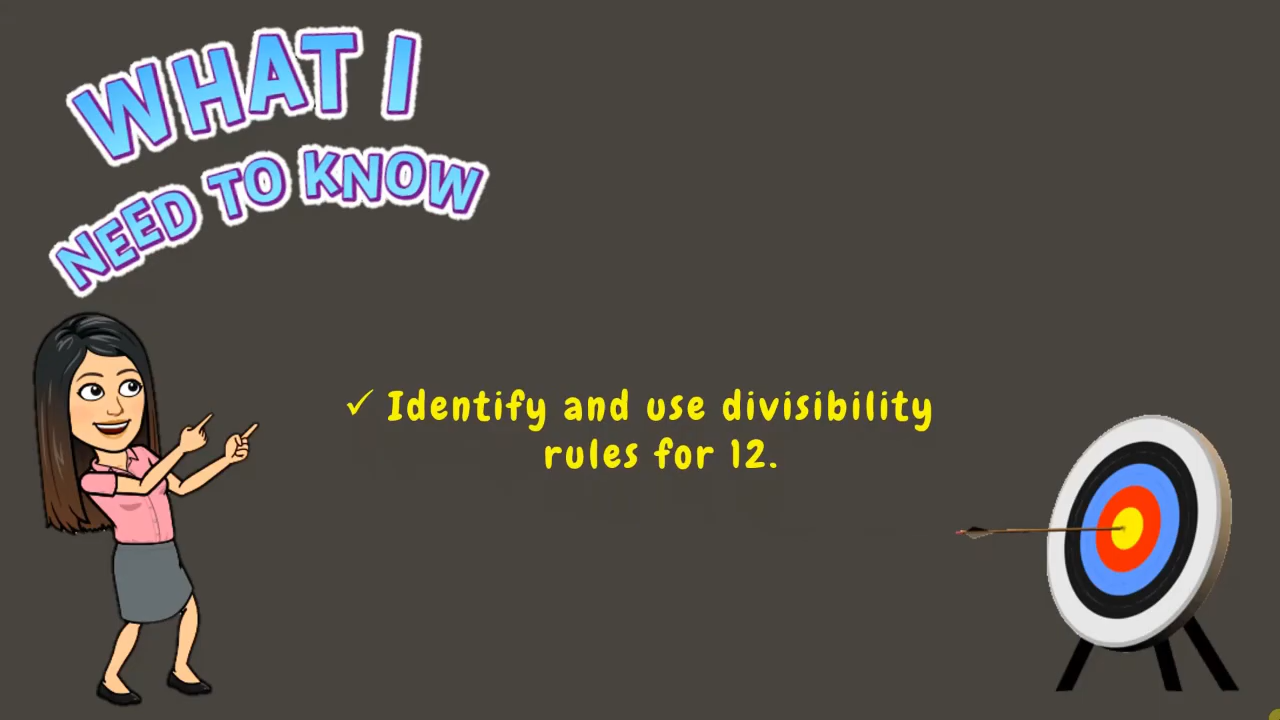 WHAT I
NEED TO KNOW
✓ Identify and use divisibility
rules for 12.